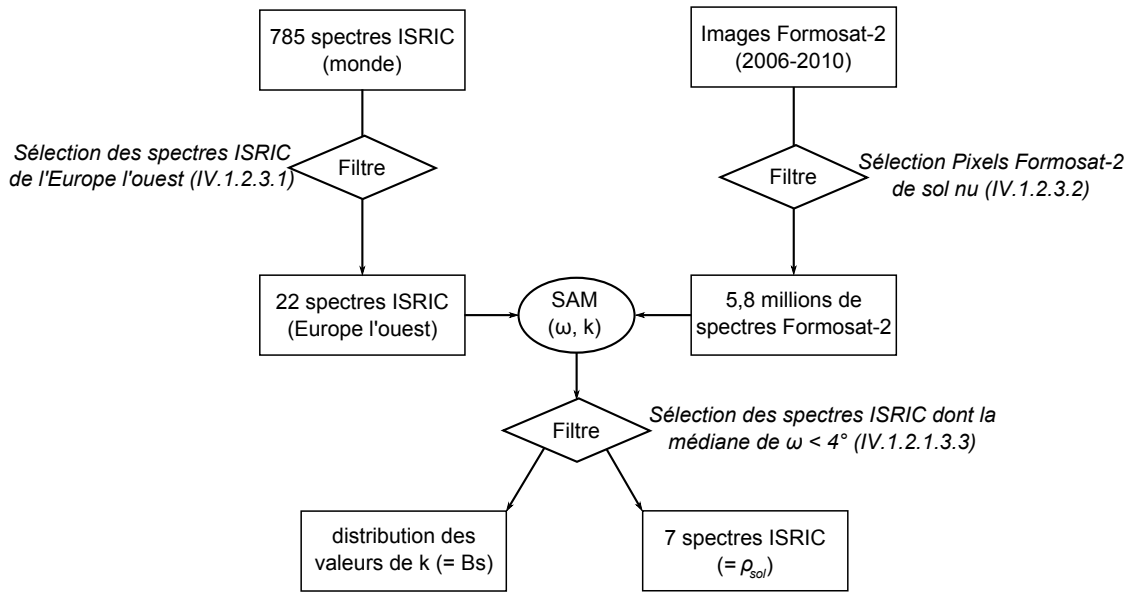 785 spectres ISRIC
(monde)
Images Formosat-2
(2006-2010)
Sélection des spectres ISRIC
de l'Europe l'ouest (IV.1.2.3.1)
Filtre
Filtre
Sélection Pixels Formosat-2
de sol nu (IV.1.2.3.2)
22 spectres ISRIC
(Europe l'ouest)
SAM
(ω, k)
5,8 millions de
spectres Formosat-2
Filtre
Sélection des spectres ISRIC dont la
médiane de ω < 4° (IV.1.2.1.3.3)
distribution des
valeurs de k (= Bs)
7 spectres ISRIC
(= ρsol)